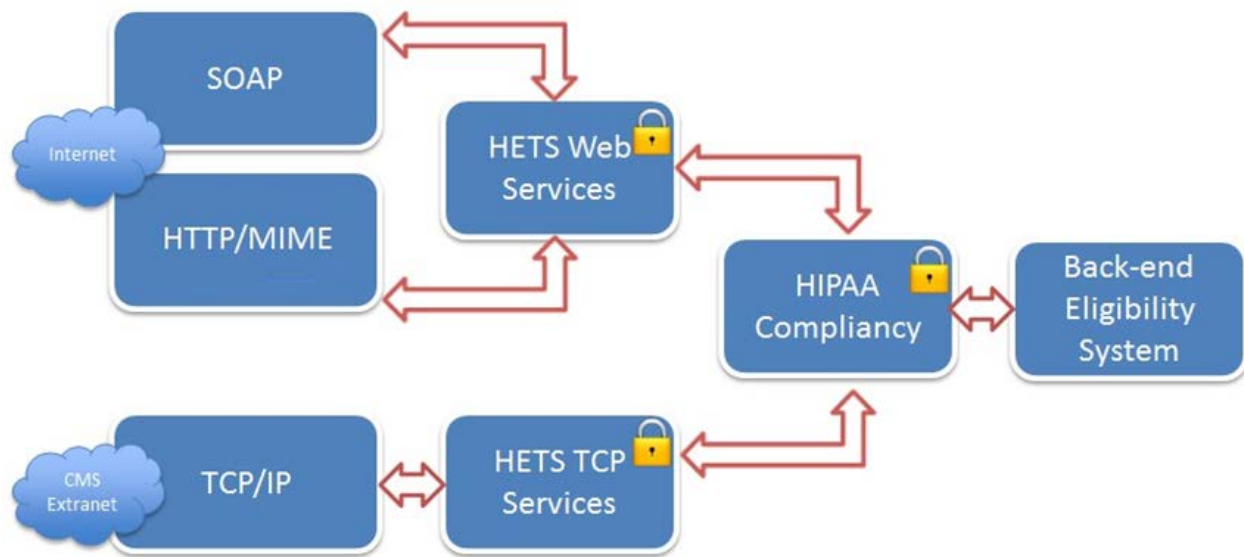 SOAP
Internet
HTTP/MIME
HETS Web
Services
HIPAA
Compliancy
Back-end
Eligibility
System
CMS
Extranet
TCP/IP
HETS TCP
Services